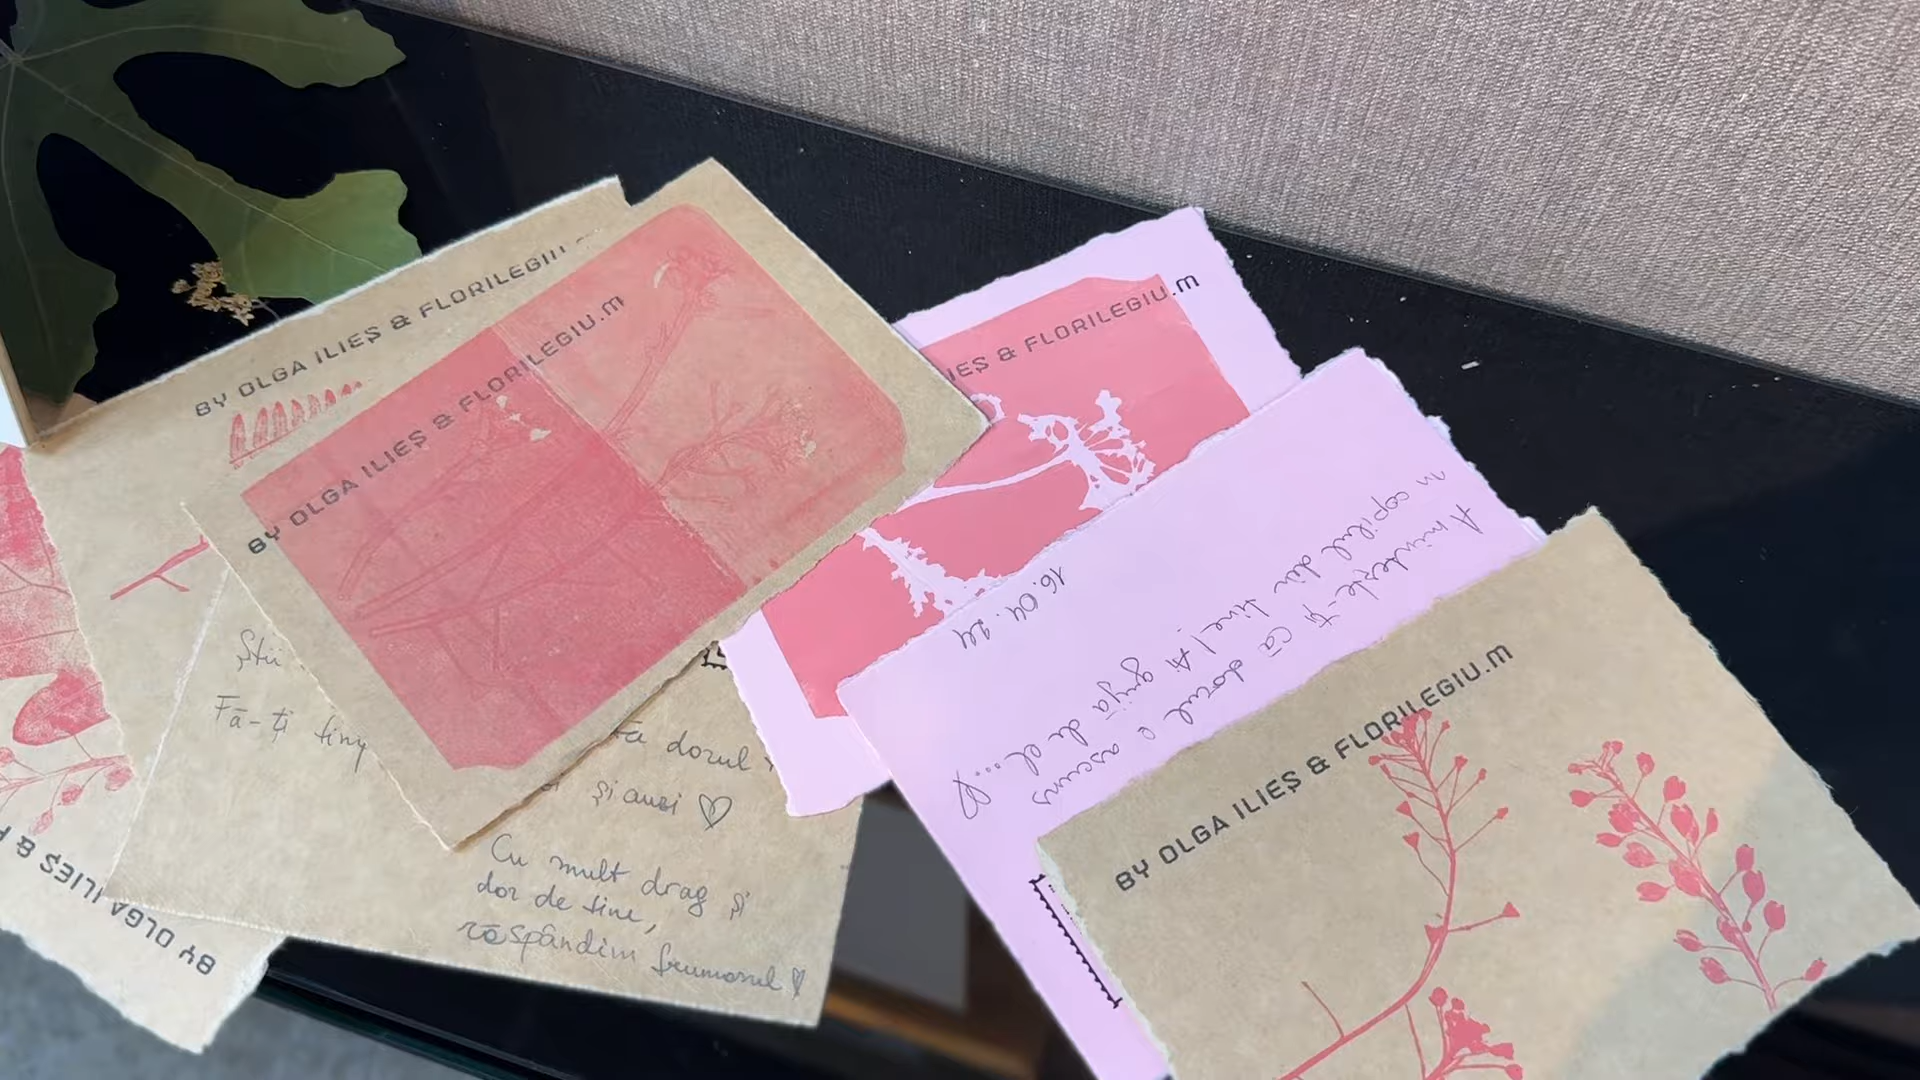 BY OLGA ILIEȘ & FLORILEGIU
BY OLGA ILIEȘ & FLORILEGIU.M
IEȘ & FLORILEGIU.M
Știi
Fă-ți timp
dorul
și auzi ♡
Cu mult drag și
dor de tine,
răspândim frumosul ♡
16.04.24
Amintește-ți că dorul e ascuns
în copilul din tine! Ai grijă de el...
BY OLGA ILIEȘ & FLORILEGIU.M
BY OLGA ILIEȘ &